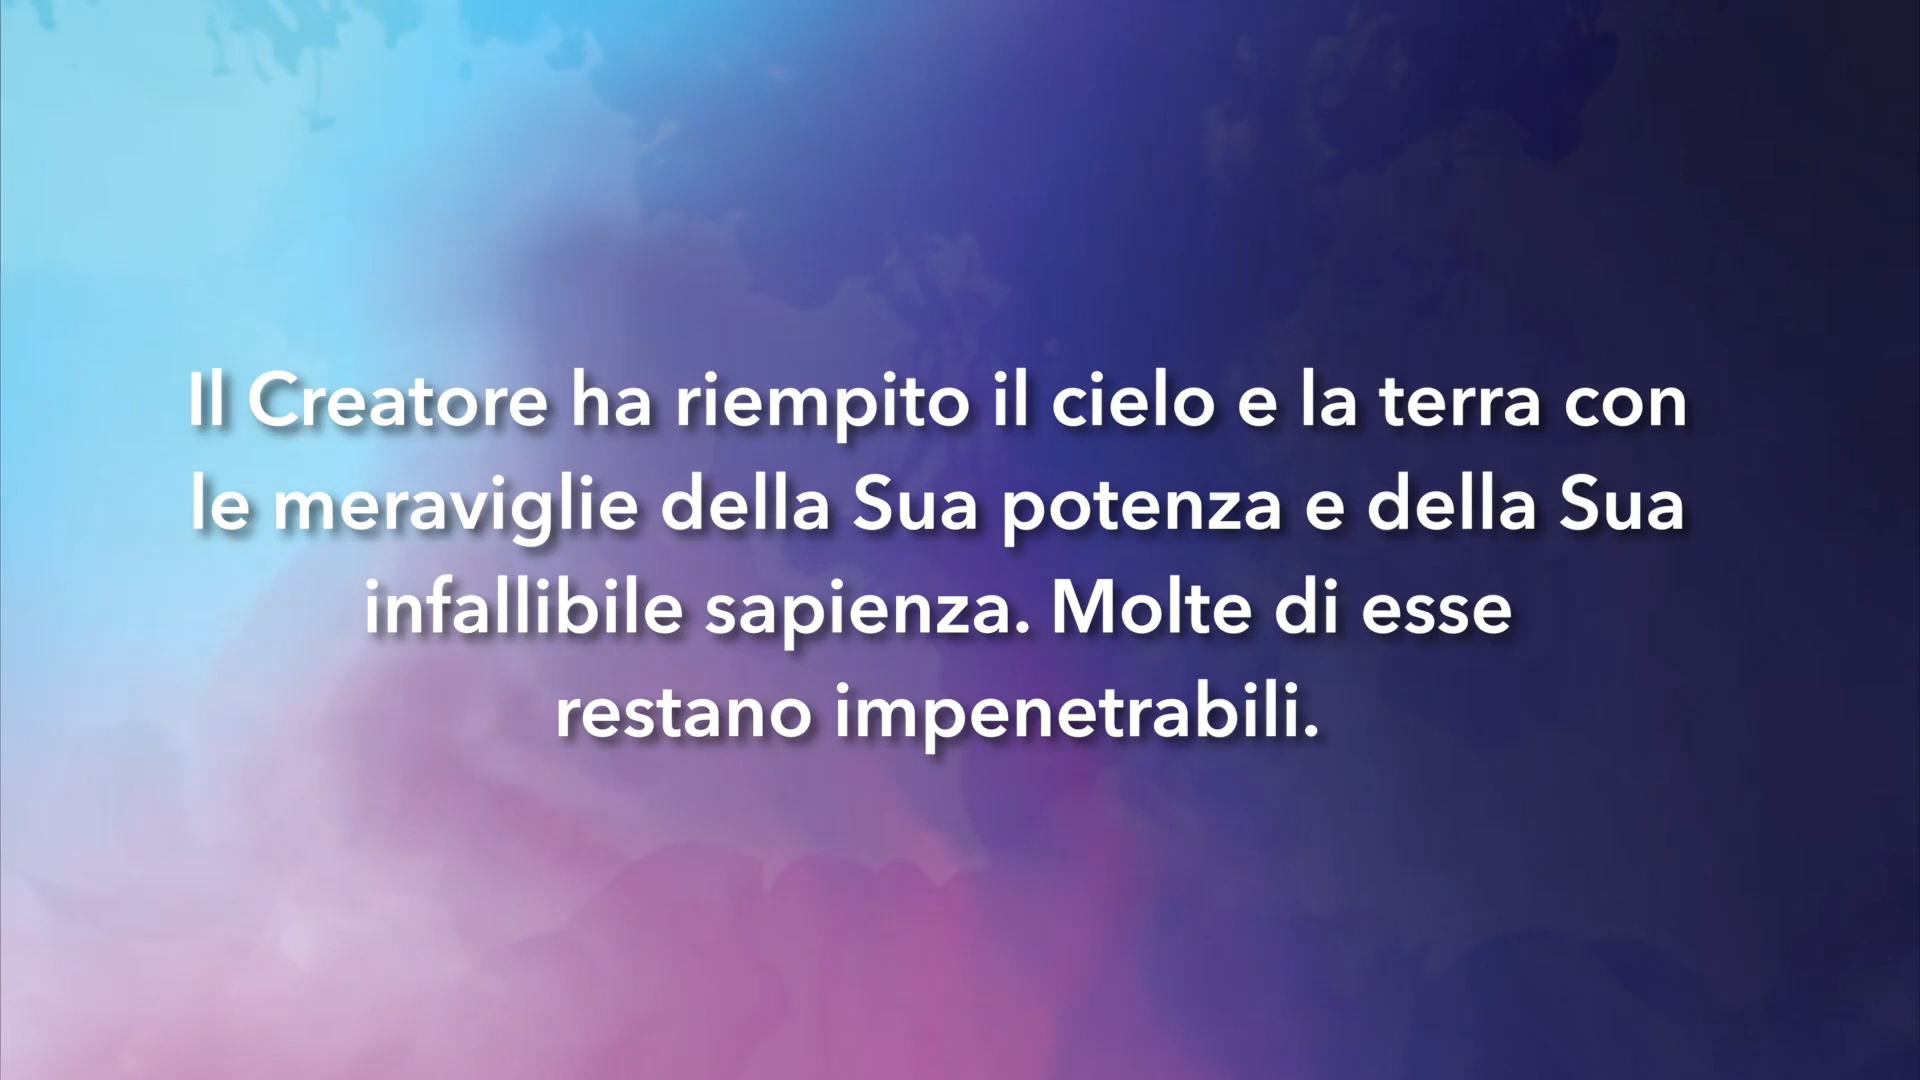 Il Creatore ha riempito il cielo e la terra con
le meraviglie della Sua potenza e della Sua
infallibile sapienza. Molte di esse
restano impenetrabili.